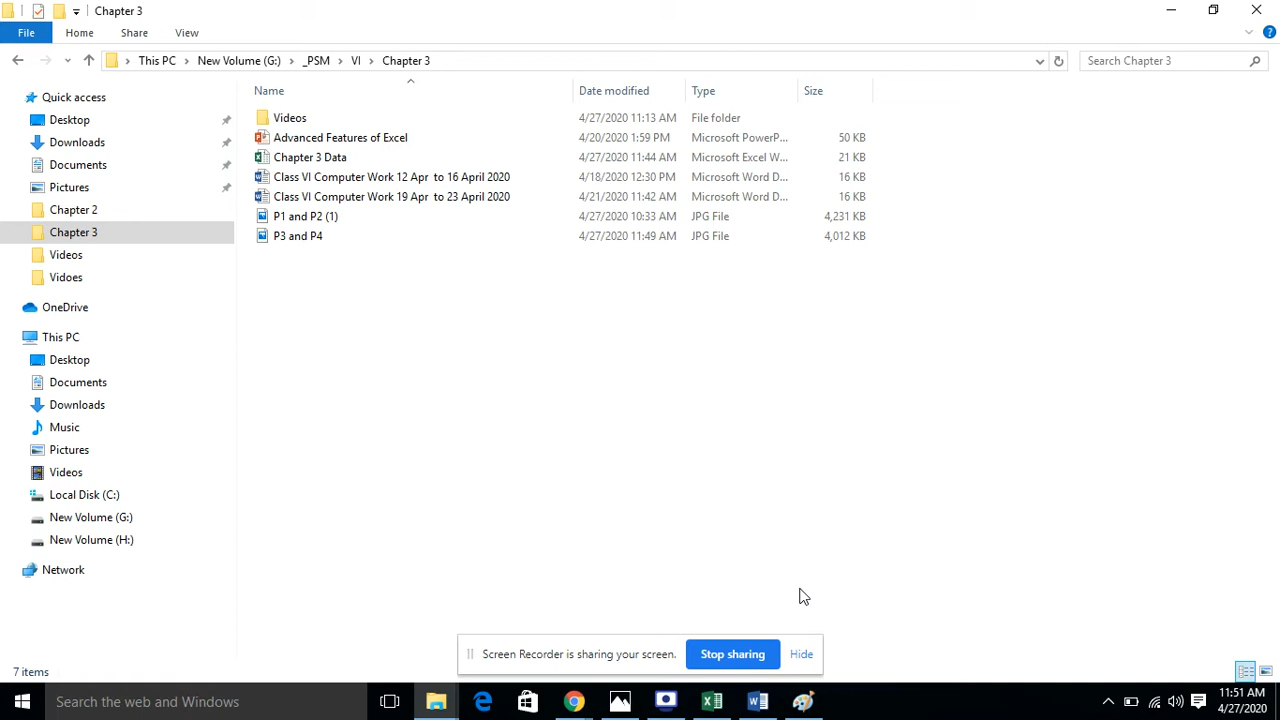 Chapter 3
File Home Share View
This PC New Volume (G:) _PSM VI Chapter 3 Search Chapter 3
Name Date modified Type Size
Quick access
Desktop
Downloads
Documents
Pictures
Chapter 2
Chapter 3
Videos
Vidoes
OneDrive
This PC
Desktop
Documents
Downloads
Music
Pictures
Videos
Local Disk (C:)
New Volume (G:)
New Volume (H:)
Network
Videos 4/27/2020 11:13 AM File folder
Advanced Features of Excel 4/20/2020 1:59 PM Microsoft PowerP... 50 KB
Chapter 3 Data 4/27/2020 11:44 AM Microsoft Excel W... 21 KB
Class VI Computer Work 12 Apr to 16 April 2020 4/18/2020 12:30 PM Microsoft Word D... 16 KB
Class VI Computer Work 19 Apr to 23 April 2020 4/21/2020 11:42 AM Microsoft Word D... 16 KB
P1 and P2 (1) 4/27/2020 10:33 AM JPG File 4,231 KB
P3 and P4 4/27/2020 11:49 AM JPG File 4,012 KB
Screen Recorder is sharing your screen. Stop sharing Hide
7 items
Search the web and Windows
11:51 AM
4/27/2020